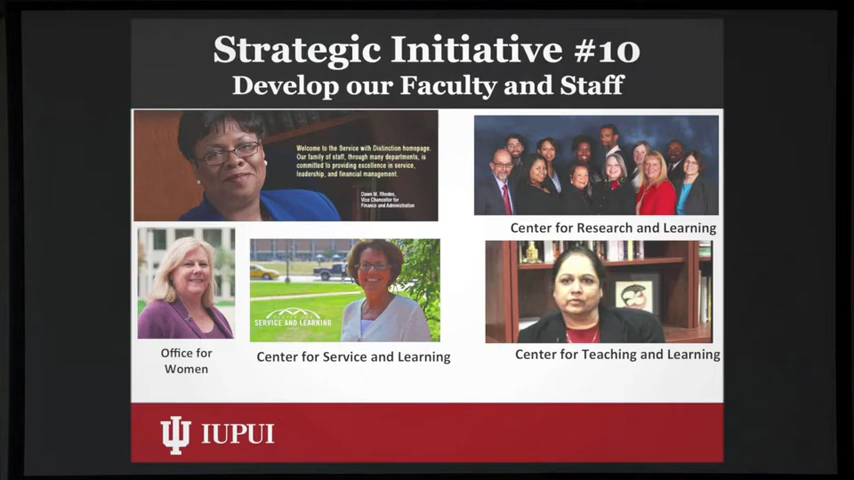 Strategic Initiative #10
Develop our Faculty and Staff
Welcome to the Service with Distinction homepage.
Our family of staff, through many departments, is
committed to providing excellence in service,
leadership, and financial management.
Dawn M. Rhodes,
Vice Chancellor for
Finance and Administration
Center for Research and Learning
SERVICE AND LEARNING
Office for
Women
Center for Service and Learning
Center for Teaching and Learning
IUPUI